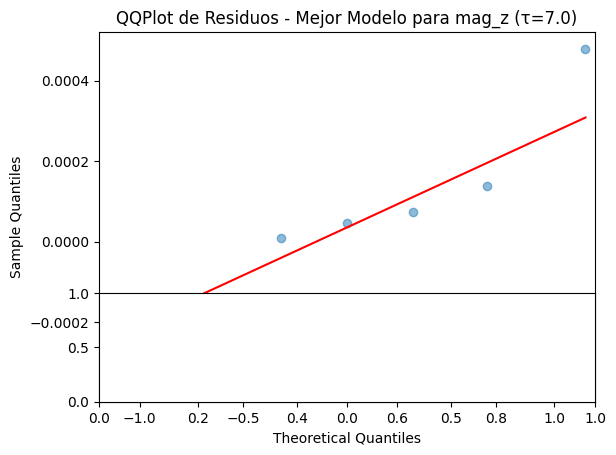 QQPlot de Residuos - Mejor Modelo para mag_z (τ=7.0)
0.0004
0.0002
Sample Quantiles
0.0000
1.0
−0.0002
0.5
0.0
0.0 −1.0 0.2 −0.5 0.4 0.0 0.6 0.5 0.8 1.0 1.0
Theoretical Quantiles